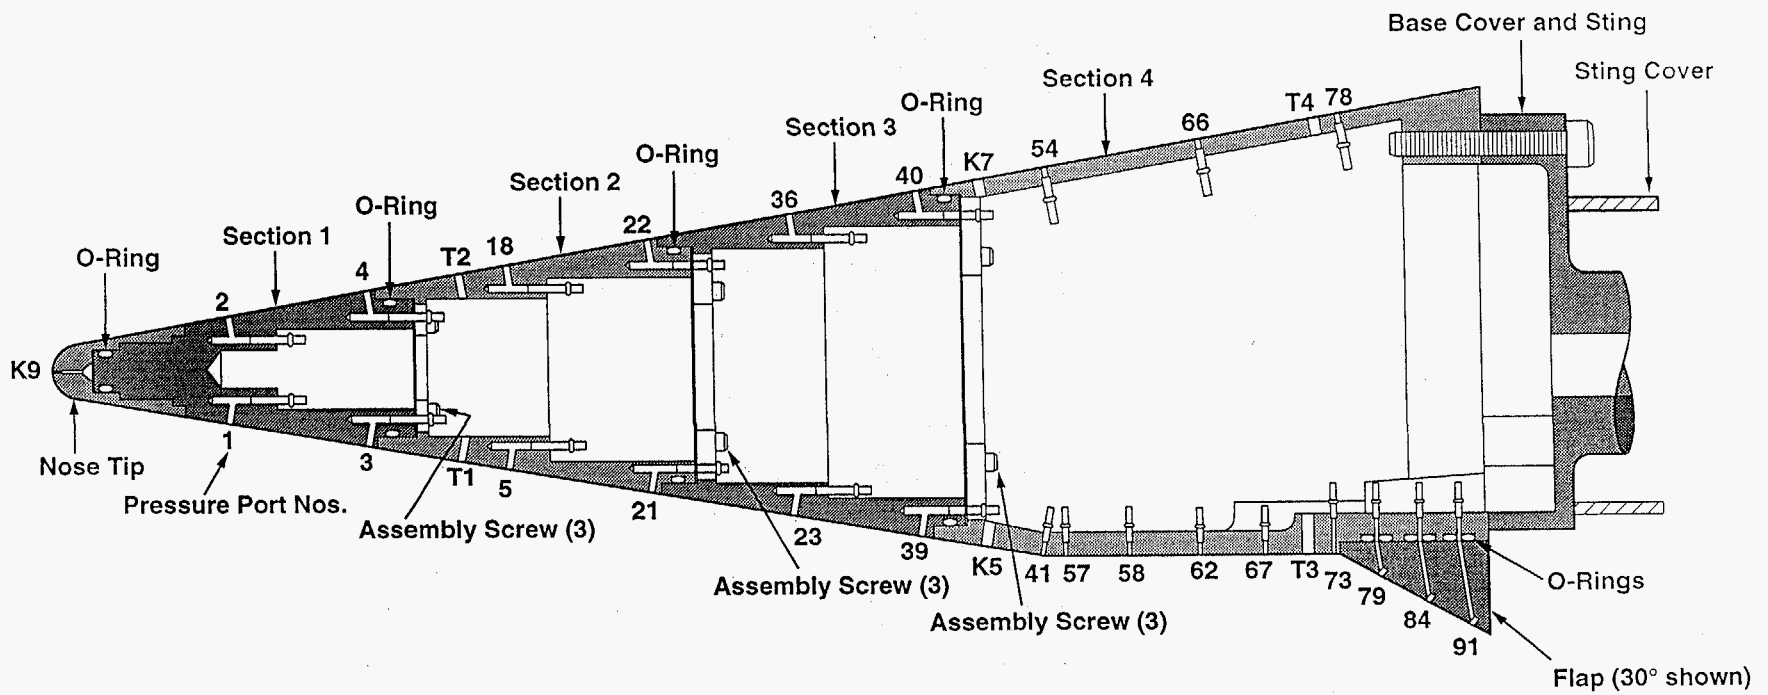 Base Cover and Sting
Sting Cover
Section 4
O-Ring
Section 3
O-Ring
Section 2
O-Ring
Section 1
O-Ring
K9
2
4
T2
18
22
36
40
K7
54
66
T4
78
1
3
T1
5
21
23
39
K5
41
57
58
62
67
T3
73
79
84
91
Nose Tip
Pressure Port Nos.
Assembly Screw (3)
Assembly Screw (3)
Assembly Screw (3)
O-Rings
Flap (30° shown)